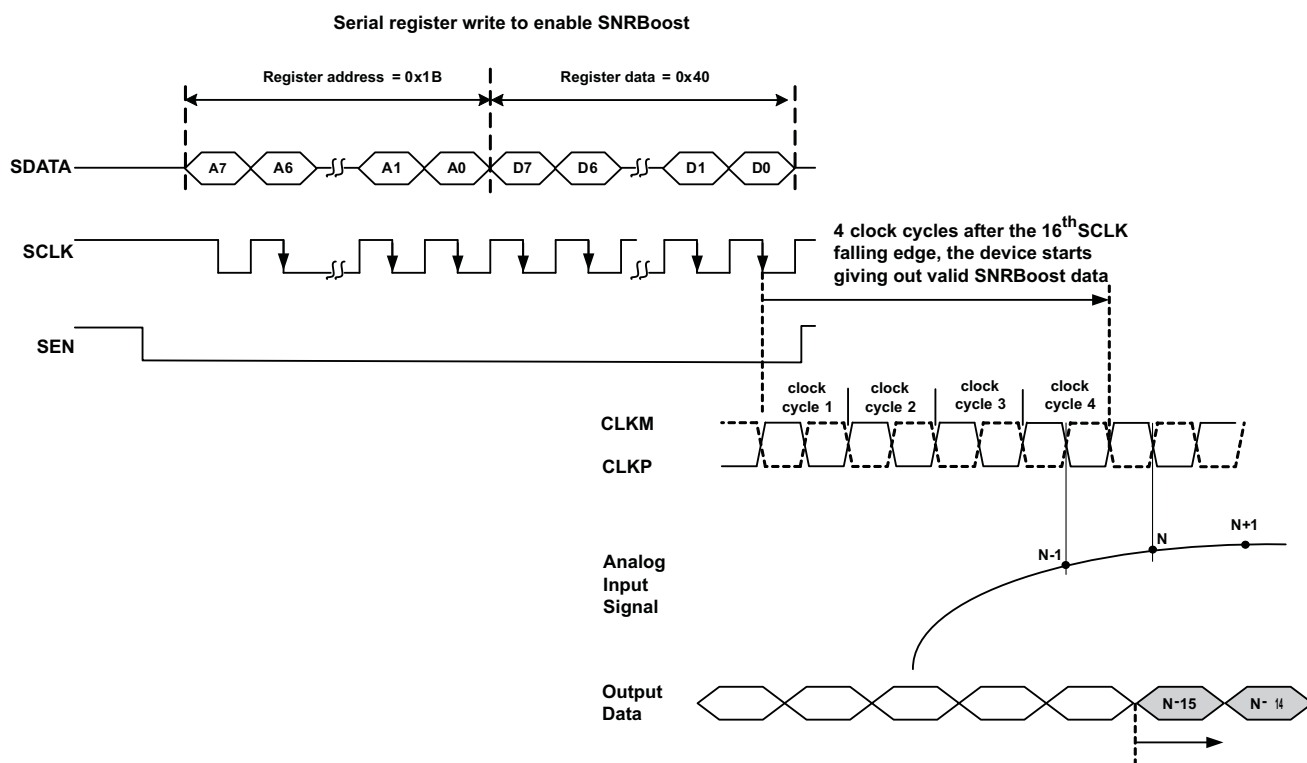 Serial register write to enable SNRBoost
Register address = 0x1B
Register data = 0x40
SDATA
A7
A6
A1
A0
D7
D6
D1
D0
SCLK
4 clock cycles after the 16th SCLK
falling edge, the device starts
giving out valid SNRBoost data
SEN
clock
cycle 1
clock
cycle 2
clock
cycle 3
clock
cycle 4
CLKM
CLKP
Analog
Input
Signal
N-1
N
N+1
Output
Data
N-15
N- 14